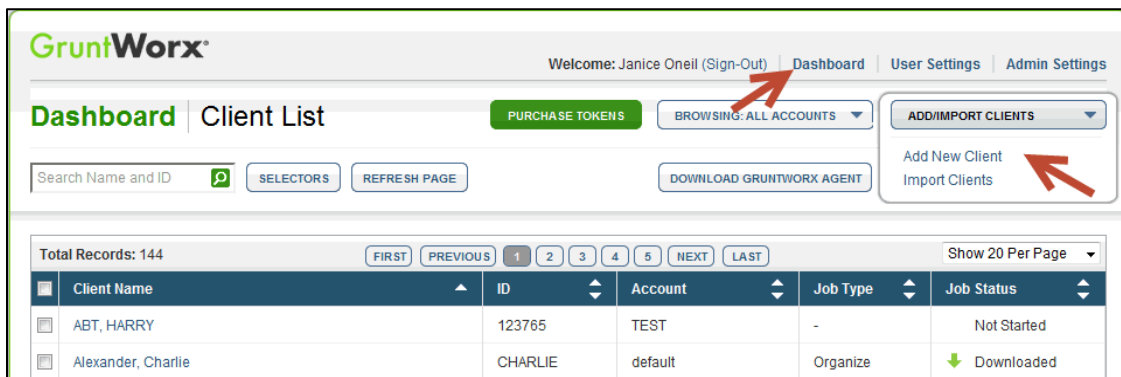 GruntWorx
Welcome: Janice Oneil (Sign-Out) | Dashboard | User Settings | Admin Settings
Dashboard | Client List
PURCHASE TOKENS
BROWSING: ALL ACCOUNTS
ADD/IMPORT CLIENTS
Add New Client
Import Clients
Search Name and ID
SELECTORS
REFRESH PAGE
DOWNLOAD GRUNTWORX AGENT
Total Records: 144
FIRST PREVIOUS 1 2 3 4 5 NEXT LAST
Show 20 Per Page
Client Name ID Account Job Type Job Status
ABT, HARRY 123765 TEST - Not Started
Alexander, Charlie CHARLIE default Organize Downloaded